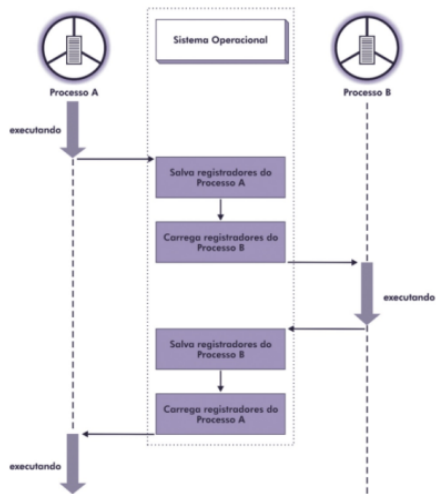 Sistema Operacional
Processo A
Processo B
executando
Salva registradores do
Processo A
Carrega registradores do
Processo B
executando
Salva registradores do
Processo B
Carrega registradores do
Processo A
executando